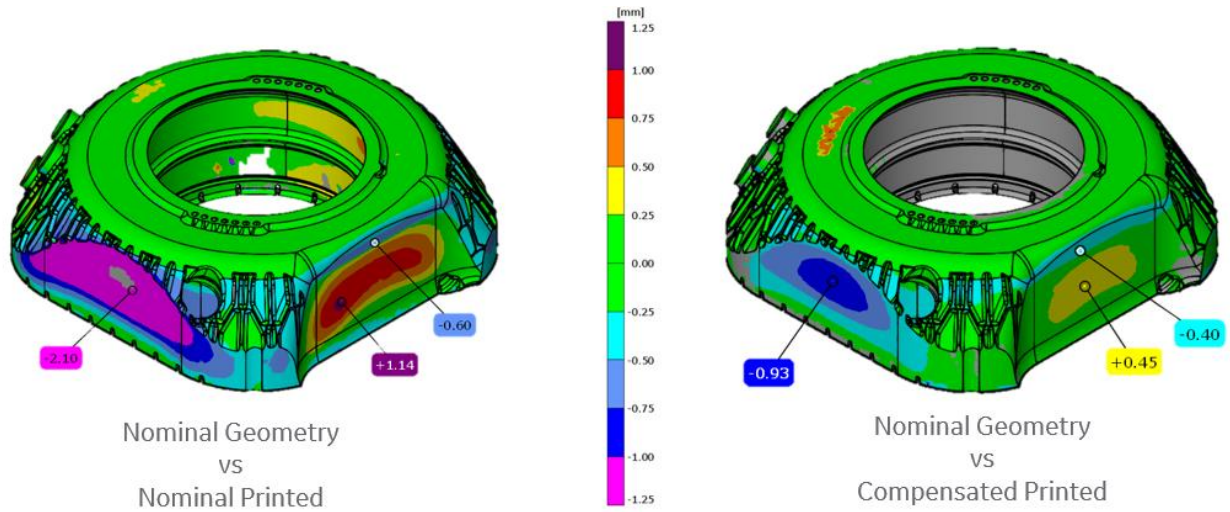 [mm]
1.25
1.00
0.75
0.50
0.25
0.00
-0.25
-0.50
-0.75
-1.00
-1.25
-2.10
+1.14
-0.60
Nominal Geometry
vs
Nominal Printed
-0.93
+0.45
-0.40
Nominal Geometry
vs
Compensated Printed